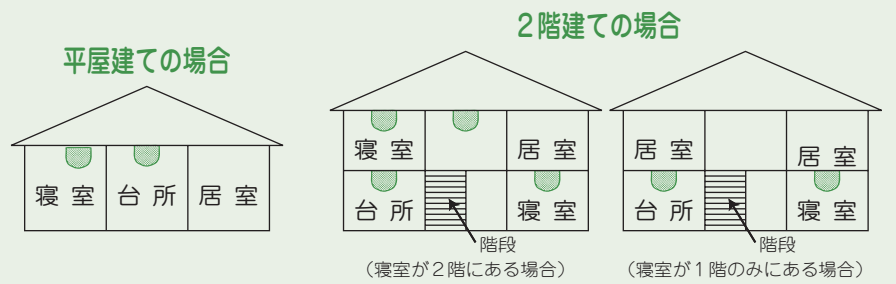 2階建ての場合
平屋建ての場合
寝室
台所
居室
寝室
居室
台所
寝室
階段
(寝室が2階にある場合)
居室
居室
台所
寝室
階段
(寝室が1階のみにある場合)